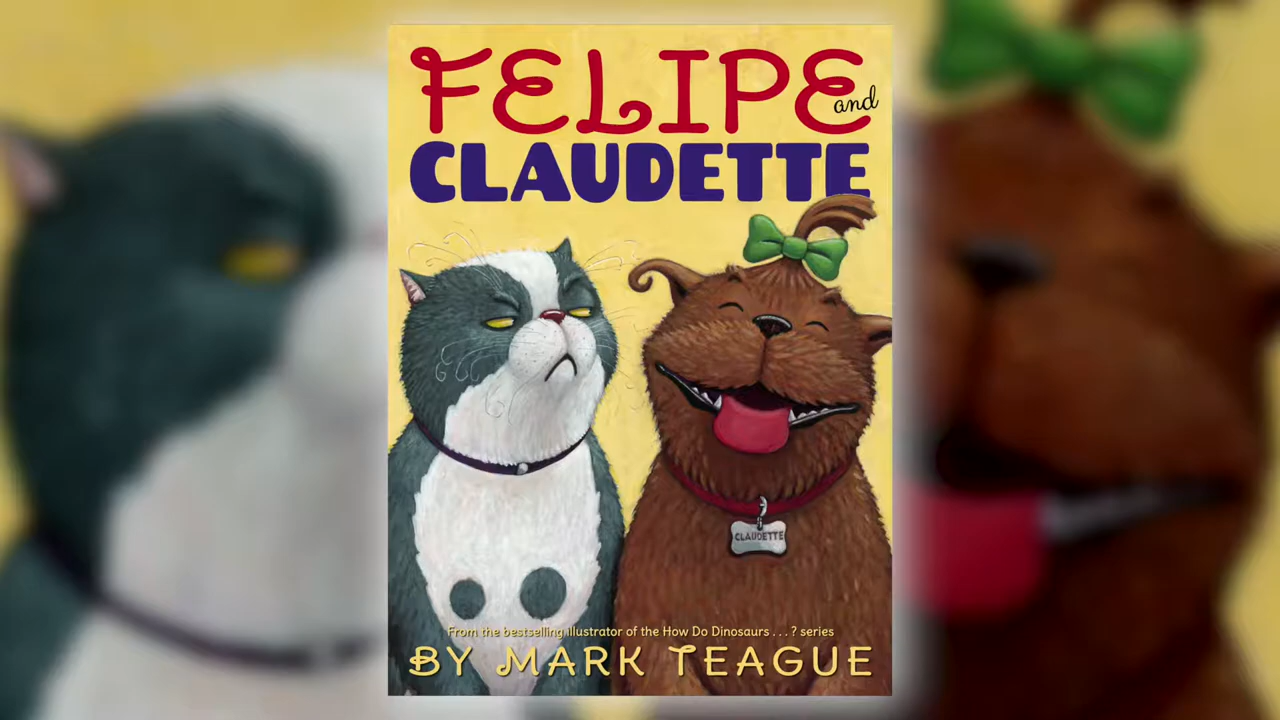 FELIPE and
CLAUDETTE
CLAUDETTE
From the bestselling illustrator of the How Do Dinosaurs . . . ? series
BY MARK TEAGUE